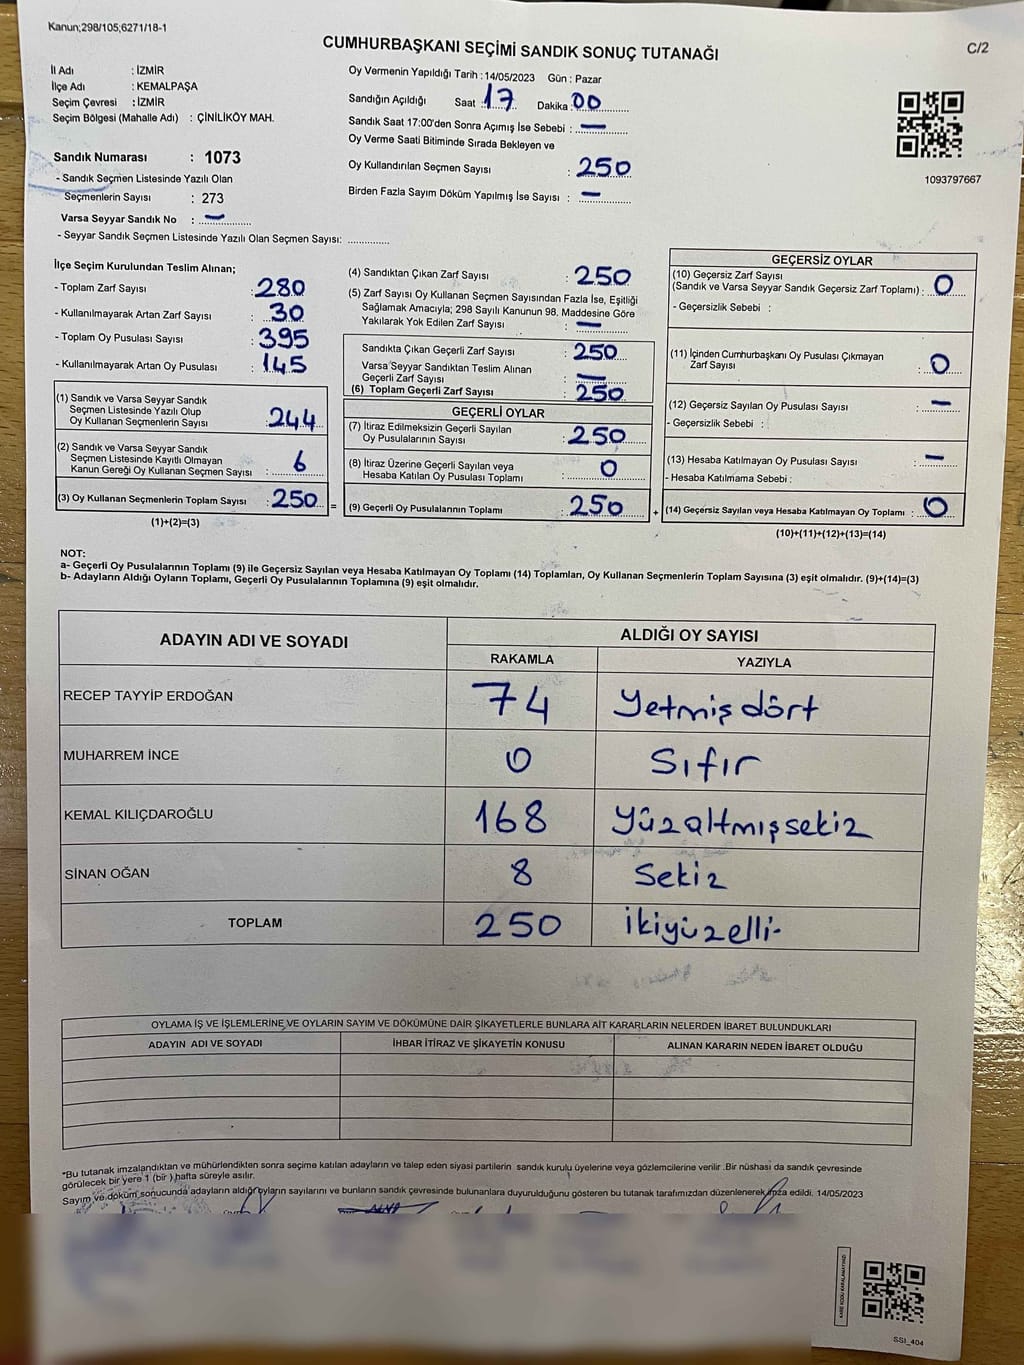 Kanun;298/105;6271/18-1
C/2
CUMHURBAŞKANI SEÇİMİ SANDIK SONUÇ TUTANAĞI
İl Adı : İZMİR
İlçe Adı : KEMALPAŞA
Seçim Çevresi : İZMİR
Seçim Bölgesi (Mahalle Adı) : ÇİNİLİKÖY MAH.
Sandık Numarası : 1073
- Sandık Seçmen Listesinde Yazılı Olan
Seçmenlerin Sayısı : 273
Varsa Seyyar Sandık No : —
- Seyyar Sandık Seçmen Listesinde Yazılı Olan Seçmen Sayısı: ..............
Oy Vermenin Yapıldığı Tarih : 14/05/2023 Gün : Pazar
Sandığın Açıldığı Saat : 17 Dakika : 00
Sandık Saat 17:00'den Sonra Açımış İse Sebebi : —
Oy Verme Saati Bitiminde Sırada Bekleyen ve
Oy Kullandırılan Seçmen Sayısı : 250
Birden Fazla Sayım Döküm Yapılmış İse Sayısı : —
1093797667
İlçe Seçim Kurulundan Teslim Alınan;
- Toplam Zarf Sayısı : 280
- Kullanılmayarak Artan Zarf Sayısı : 30
- Toplam Oy Pusulası Sayısı : 395
- Kullanılmayarak Artan Oy Pusulası : 145
(1) Sandık ve Varsa Seyyar Sandık
Seçmen Listesinde Yazılı Olup
Oy Kullanan Seçmenlerin Sayısı : 244
(2) Sandık ve Varsa Seyyar Sandık
Seçmen Listesinde Kayıtlı Olmayan
Kanun Gereği Oy Kullanan Seçmen Sayısı : 6
(3) Oy Kullanan Seçmenlerin Toplam Sayısı : 250 =
(1)+(2)=(3)
(4) Sandıktan Çıkan Zarf Sayısı : 250
(5) Zarf Sayısı Oy Kullanan Seçmen Sayısından Fazla İse, Eşitliği
Sağlamak Amacıyla; 298 Sayılı Kanunun 98. Maddesine Göre
Yakılarak Yok Edilen Zarf Sayısı : —
Sandıkta Çıkan Geçerli Zarf Sayısı : 250
Varsa Seyyar Sandıktan Teslim Alınan
Geçerli Zarf Sayısı : —
(6) Toplam Geçerli Zarf Sayısı : 250
GEÇERLİ OYLAR
(7) İtiraz Edilmeksizin Geçerli Sayılan
Oy Pusulalarının Sayısı : 250
(8) İtiraz Üzerine Geçerli Sayılan veya
Hesaba Katılan Oy Pusulası Toplamı : 0
(9) Geçerli Oy Pusulalarının Toplamı : 250 +
GEÇERSİZ OYLAR
(10) Geçersiz Zarf Sayısı
(Sandık ve Varsa Seyyar Sandık Geçersiz Zarf Toplamı) : 0
- Geçersizlik Sebebi :
(11) İçinden Cumhurbaşkanı Oy Pusulası Çıkmayan
Zarf Sayısı : 0
(12) Geçersiz Sayılan Oy Pusulası Sayısı : —
- Geçersizlik Sebebi :
(13) Hesaba Katılmayan Oy Pusulası Sayısı : —
- Hesaba Katılmama Sebebi :
(14) Geçersiz Sayılan veya Hesaba Katılmayan Oy Toplamı : 0
(10)+(11)+(12)+(13)=(14)
NOT:
a- Geçerli Oy Pusulalarının Toplamı (9) ile Geçersiz Sayılan veya Hesaba Katılmayan Oy Toplamı (14) Toplamları, Oy Kullanan Seçmenlerin Toplam Sayısına (3) eşit olmalıdır. (9)+(14)=(3)
b- Adayların Aldığı Oyların Toplamı, Geçerli Oy Pusulalarının Toplamına (9) eşit olmalıdır.
ADAYIN ADI VE SOYADI ALDIĞI OY SAYISI
RAKAMLA YAZIYLA
RECEP TAYYİP ERDOĞAN 74 Yetmişdört
MUHARREM İNCE 0 Sıfır
KEMAL KILIÇDAROĞLU 168 Yüzaltmışsekiz
SİNAN OĞAN 8 Sekiz
TOPLAM 250 İkiyüzelli-
OYLAMA İŞ VE İŞLEMLERİNE VE OYLARIN SAYIM VE DÖKÜMÜNE DAİR ŞİKAYETLERLE BUNLARA AİT KARARLARIN NELERDEN İBARET BULUNDUKLARI
ADAYIN ADI VE SOYADI İHBAR İTİRAZ VE ŞİKAYETİN KONUSU ALINAN KARARIN NEDEN İBARET OLDUĞU
*Bu tutanak imzalandıktan ve mühürlendikten sonra seçime katılan adayların ve talep eden siyasi partilerin sandık kurulu üyelerine veya gözlemcilerine verilir .Bir nüshası da sandık çevresinde
görülecek bir yere 1 (bir ) hafta süreyle asılır.
Sayım ve döküm sonucunda adayların aldığı oyların sayılarını ve bunların sandık çevresinde bulunanlara duyurulduğunu gösteren bu tutanak tarafımızdan düzenlenerek imza edildi. 14/05/2023
KARE KODU KARALAMAYINIZ!
SSI_404